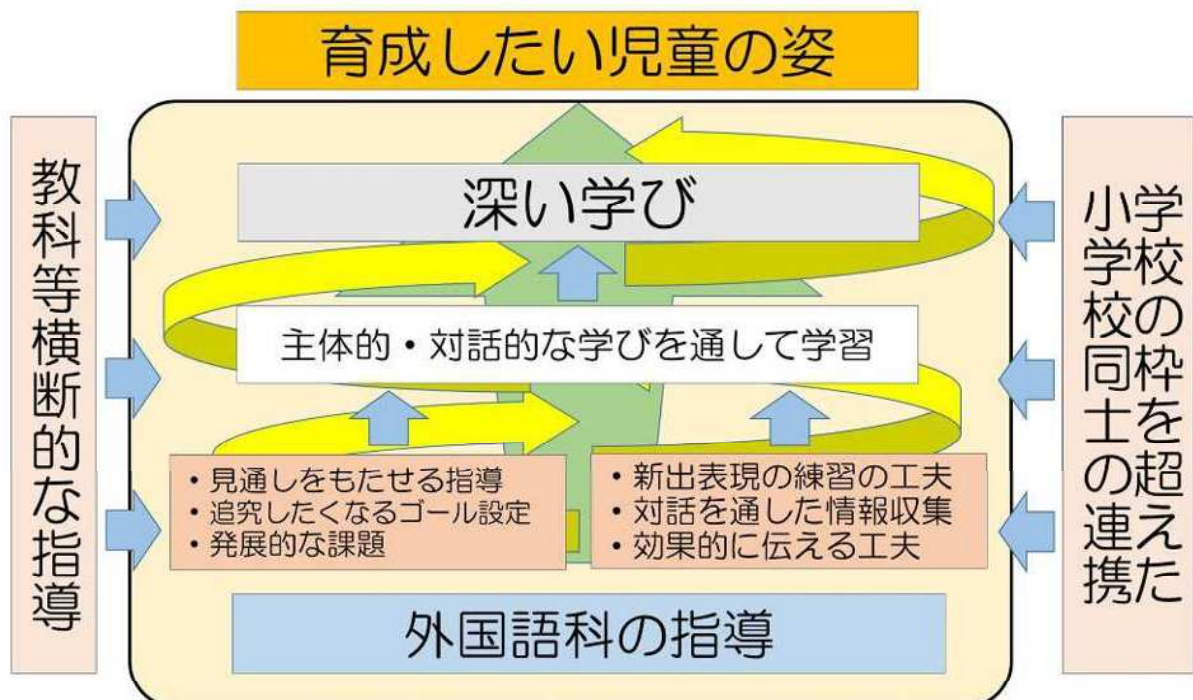 育成したい児童の姿
教科等横断的な指導
深い学び
主体的・対話的な学びを通して学習
・見通しをもたせる指導
・追究したくなるゴール設定
・発展的な課題
・新出表現の練習の工夫
・対話を通した情報収集
・効果的に伝える工夫
外国語科の指導
学校の枠を超えた
小学校同士の連携